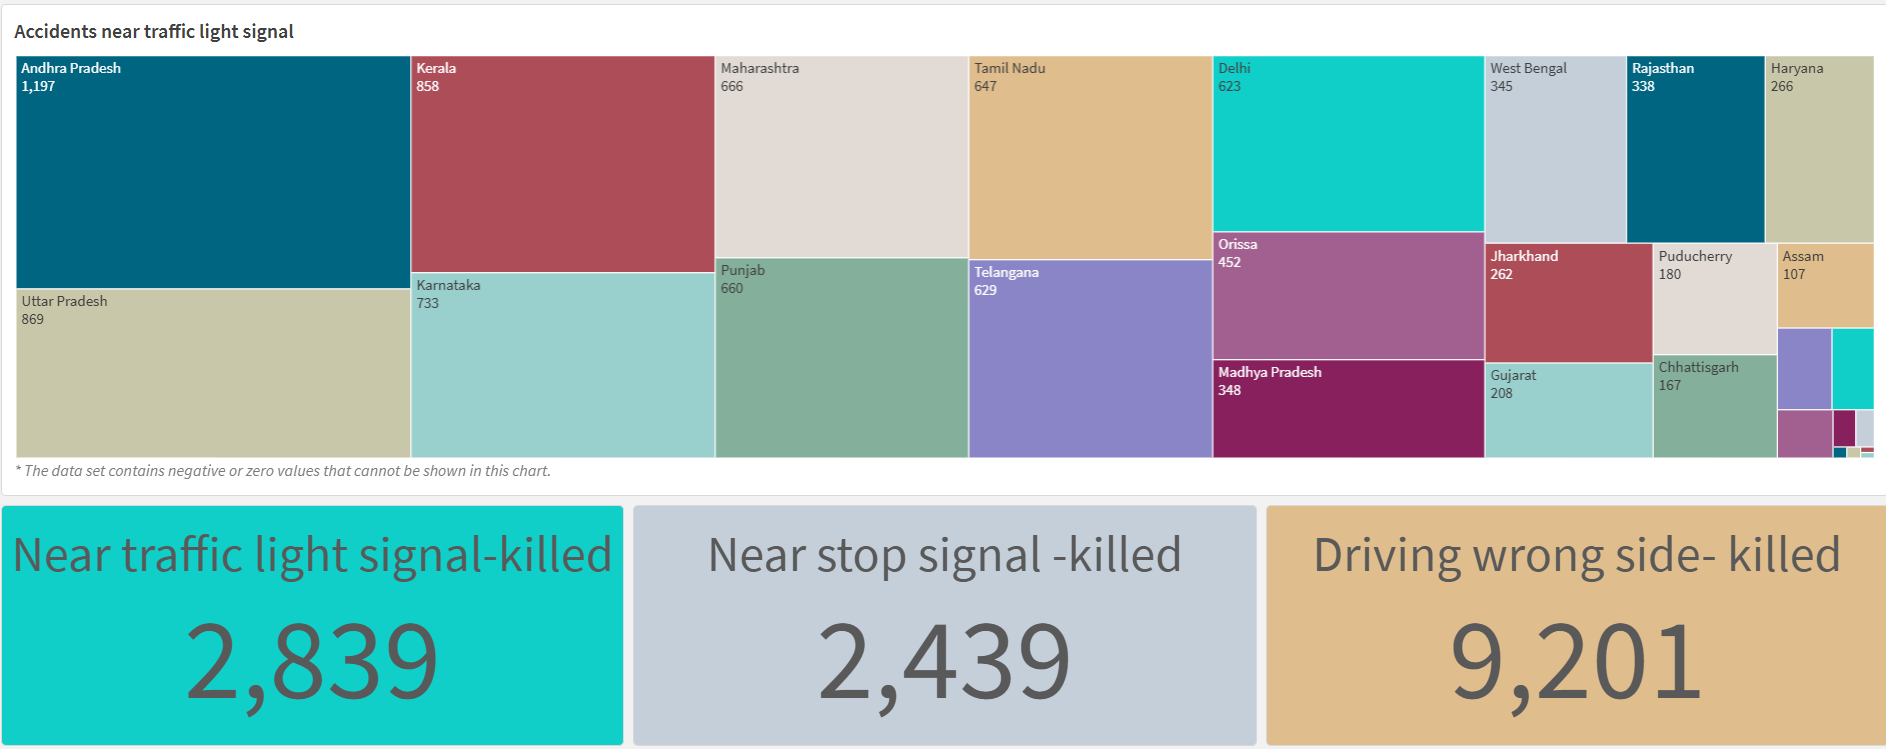 Accidents near traffic light signal
Andhra Pradesh
1,197
Uttar Pradesh
869
Kerala
858
Karnataka
733
Maharashtra
666
Punjab
660
Tamil Nadu
647
Telangana
629
Delhi
623
Orissa
452
Madhya Pradesh
348
West Bengal
345
Rajasthan
338
Haryana
266
Jharkhand
262
Gujarat
208
Puducherry
180
Chhattisgarh
167
Assam
107
* The data set contains negative or zero values that cannot be shown in this chart.
Near traffic light signal-killed
2,839
Near stop signal -killed
2,439
Driving wrong side- killed
9,201